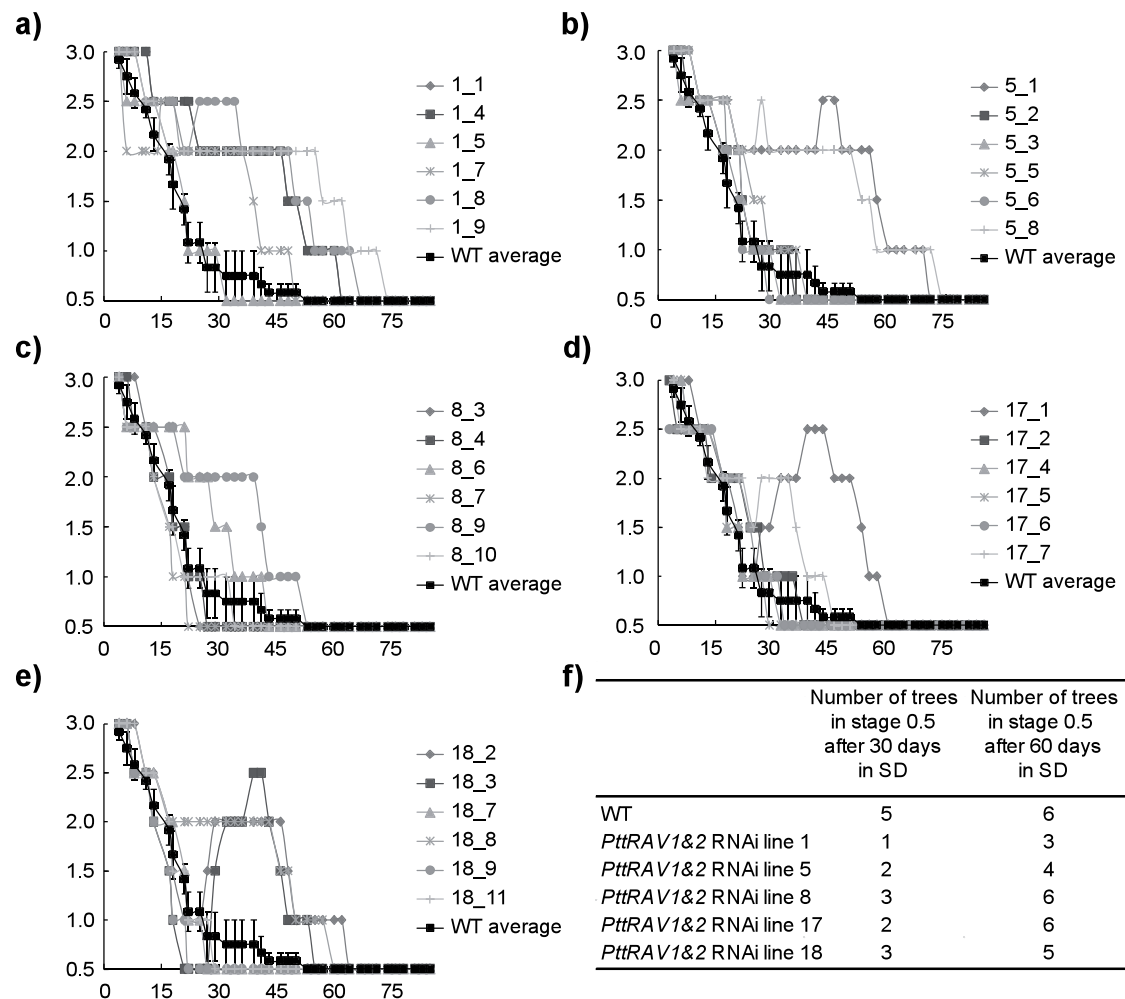 a)
3.0
2.5
2.0
1.5
1.0
0.5
0 15 30 45 60 75
1_1
1_4
1_5
1_7
1_8
1_9
WT average
b)
3.0
2.5
2.0
1.5
1.0
0.5
0 15 30 45 60 75
5_1
5_2
5_3
5_5
5_6
5_8
WT average
c)
3.0
2.5
2.0
1.5
1.0
0.5
0 15 30 45 60 75
8_3
8_4
8_6
8_7
8_9
8_10
WT average
d)
3.0
2.5
2.0
1.5
1.0
0.5
0 15 30 45 60 75
17_1
17_2
17_4
17_5
17_6
17_7
WT average
e)
3.0
2.5
2.0
1.5
1.0
0.5
0 15 30 45 60 75
18_2
18_3
18_7
18_8
18_9
18_11
WT average
f)
Number of trees Number of trees
in stage 0.5 in stage 0.5
after 30 days after 60 days
in SD in SD
WT 5 6
PttRAV1&2 RNAi line 1 1 3
PttRAV1&2 RNAi line 5 2 4
PttRAV1&2 RNAi line 8 3 6
PttRAV1&2 RNAi line 17 2 6
PttRAV1&2 RNAi line 18 3 5